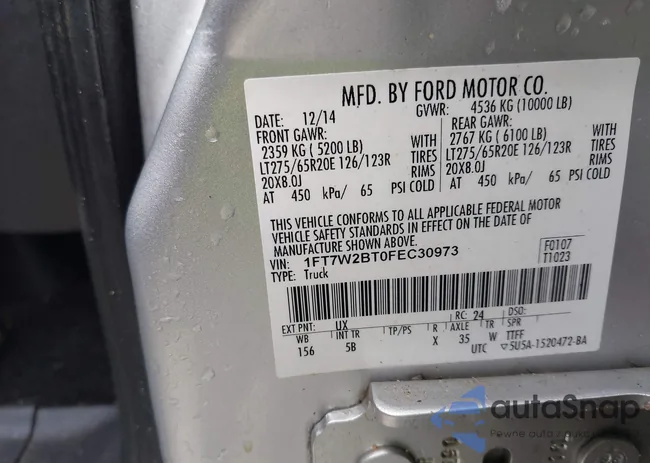 MFD. BY FORD MOTOR CO.
DATE: 12/14 GVWR: 4536 KG (10000 LB)
FRONT GAWR: REAR GAWR:
2359 KG ( 5200 LB) WITH 2767 KG ( 6100 LB) WITH
LT275/65R20E 126/123R TIRES LT275/65R20E 126/123R TIRES
20X8.0J RIMS 20X8.0J RIMS
AT 450 kPa/ 65 PSI COLD AT 450 kPa/ 65 PSI COLD
THIS VEHICLE CONFORMS TO ALL APPLICABLE FEDERAL MOTOR
VEHICLE SAFETY STANDARDS IN EFFECT ON THE DATE OF
MANUFACTURE SHOWN ABOVE.
VIN: 1FT7W2BT0FEC30973 F0107
TYPE: Truck T1023
EXT PNT: UX RC: 24 DSO:
WB INT TR TP/PS R AXLE TR SPR
156 5B X 35 W TTFF
UTC ▽5U5A-1520472-BA
autaSnap
Pewne auta z